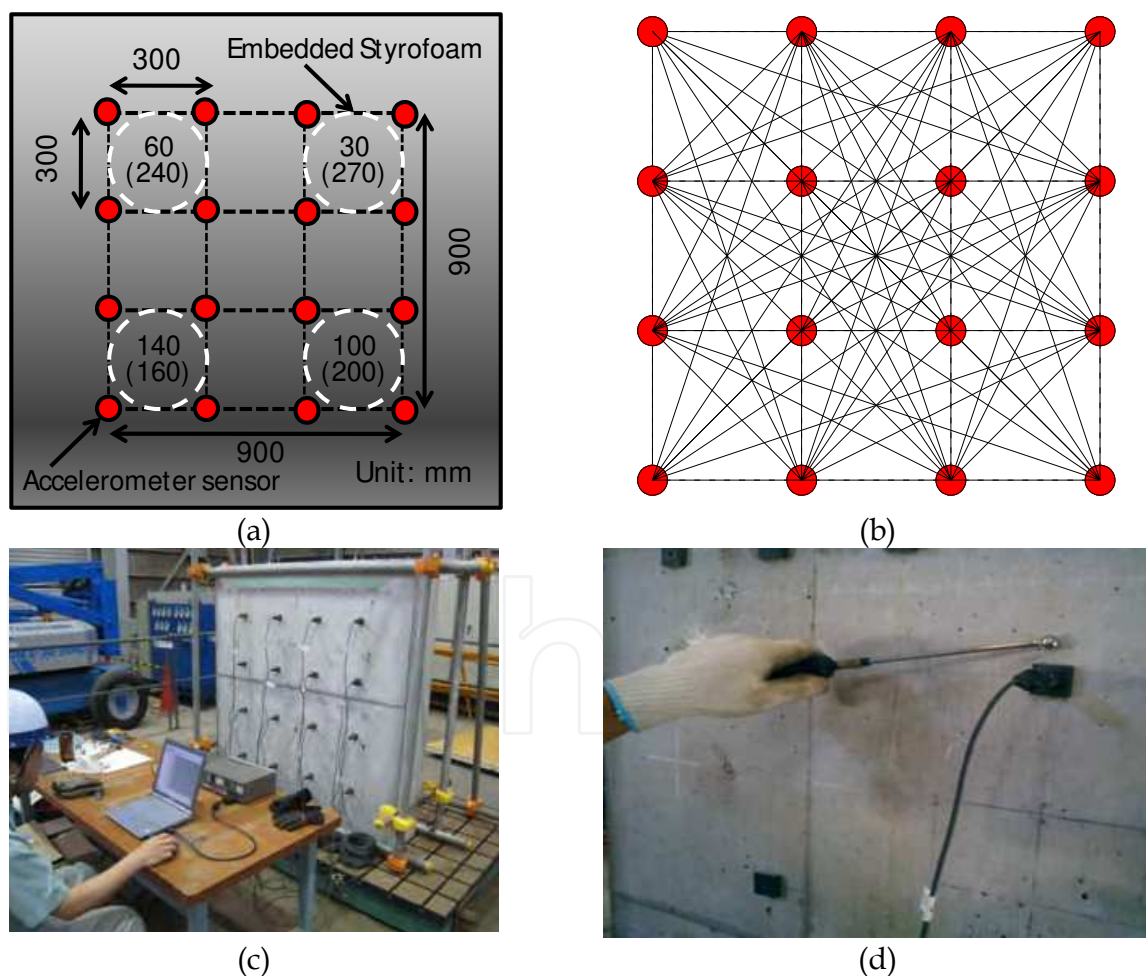 Embedded Styrofoam
300
300
60
(240)
30
(270)
900
140
(160)
100
(200)
900
Accelerometer sensor
Unit: mm
(a)
(b)
h
(c)
(d)